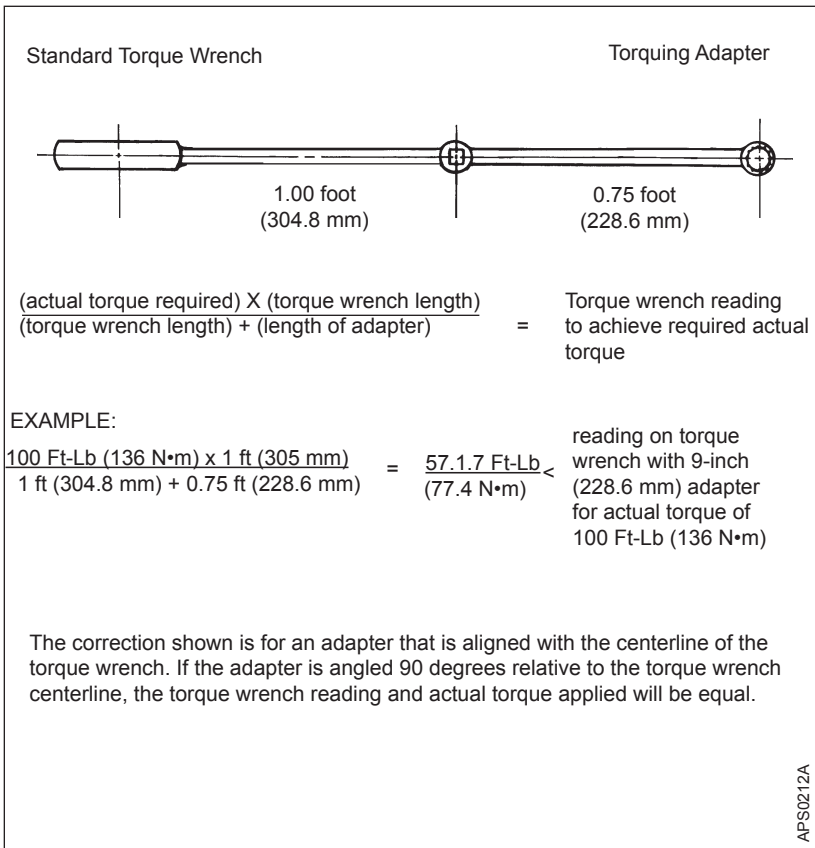 Standard Torque Wrench
Torquing Adapter
1.00 foot
(304.8 mm)
0.75 foot
(228.6 mm)
(actual torque required) X (torque wrench length)
(torque wrench length) + (length of adapter)
=
Torque wrench reading
to achieve required actual
torque
EXAMPLE:
100 Ft-Lb (136 N•m) x 1 ft (305 mm)
1 ft (304.8 mm) + 0.75 ft (228.6 mm)
=
57.1.7 Ft-Lb
(77.4 N•m)
<
reading on torque
wrench with 9-inch
(228.6 mm) adapter
for actual torque of
100 Ft-Lb (136 N•m)
The correction shown is for an adapter that is aligned with the centerline of the
torque wrench. If the adapter is angled 90 degrees relative to the torque wrench
centerline, the torque wrench reading and actual torque applied will be equal.
APS0212A